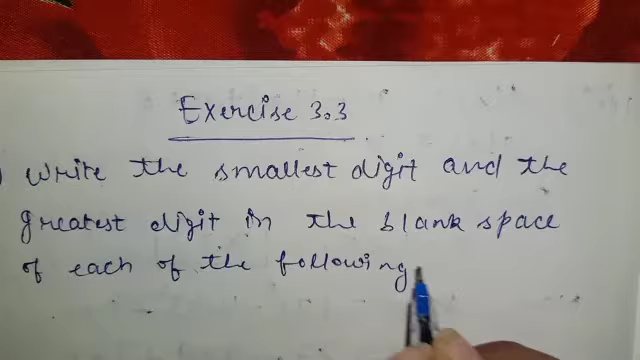 Exercise 3.3
Write the smallest digit and the
greatest digit in the blank space
of each of the following